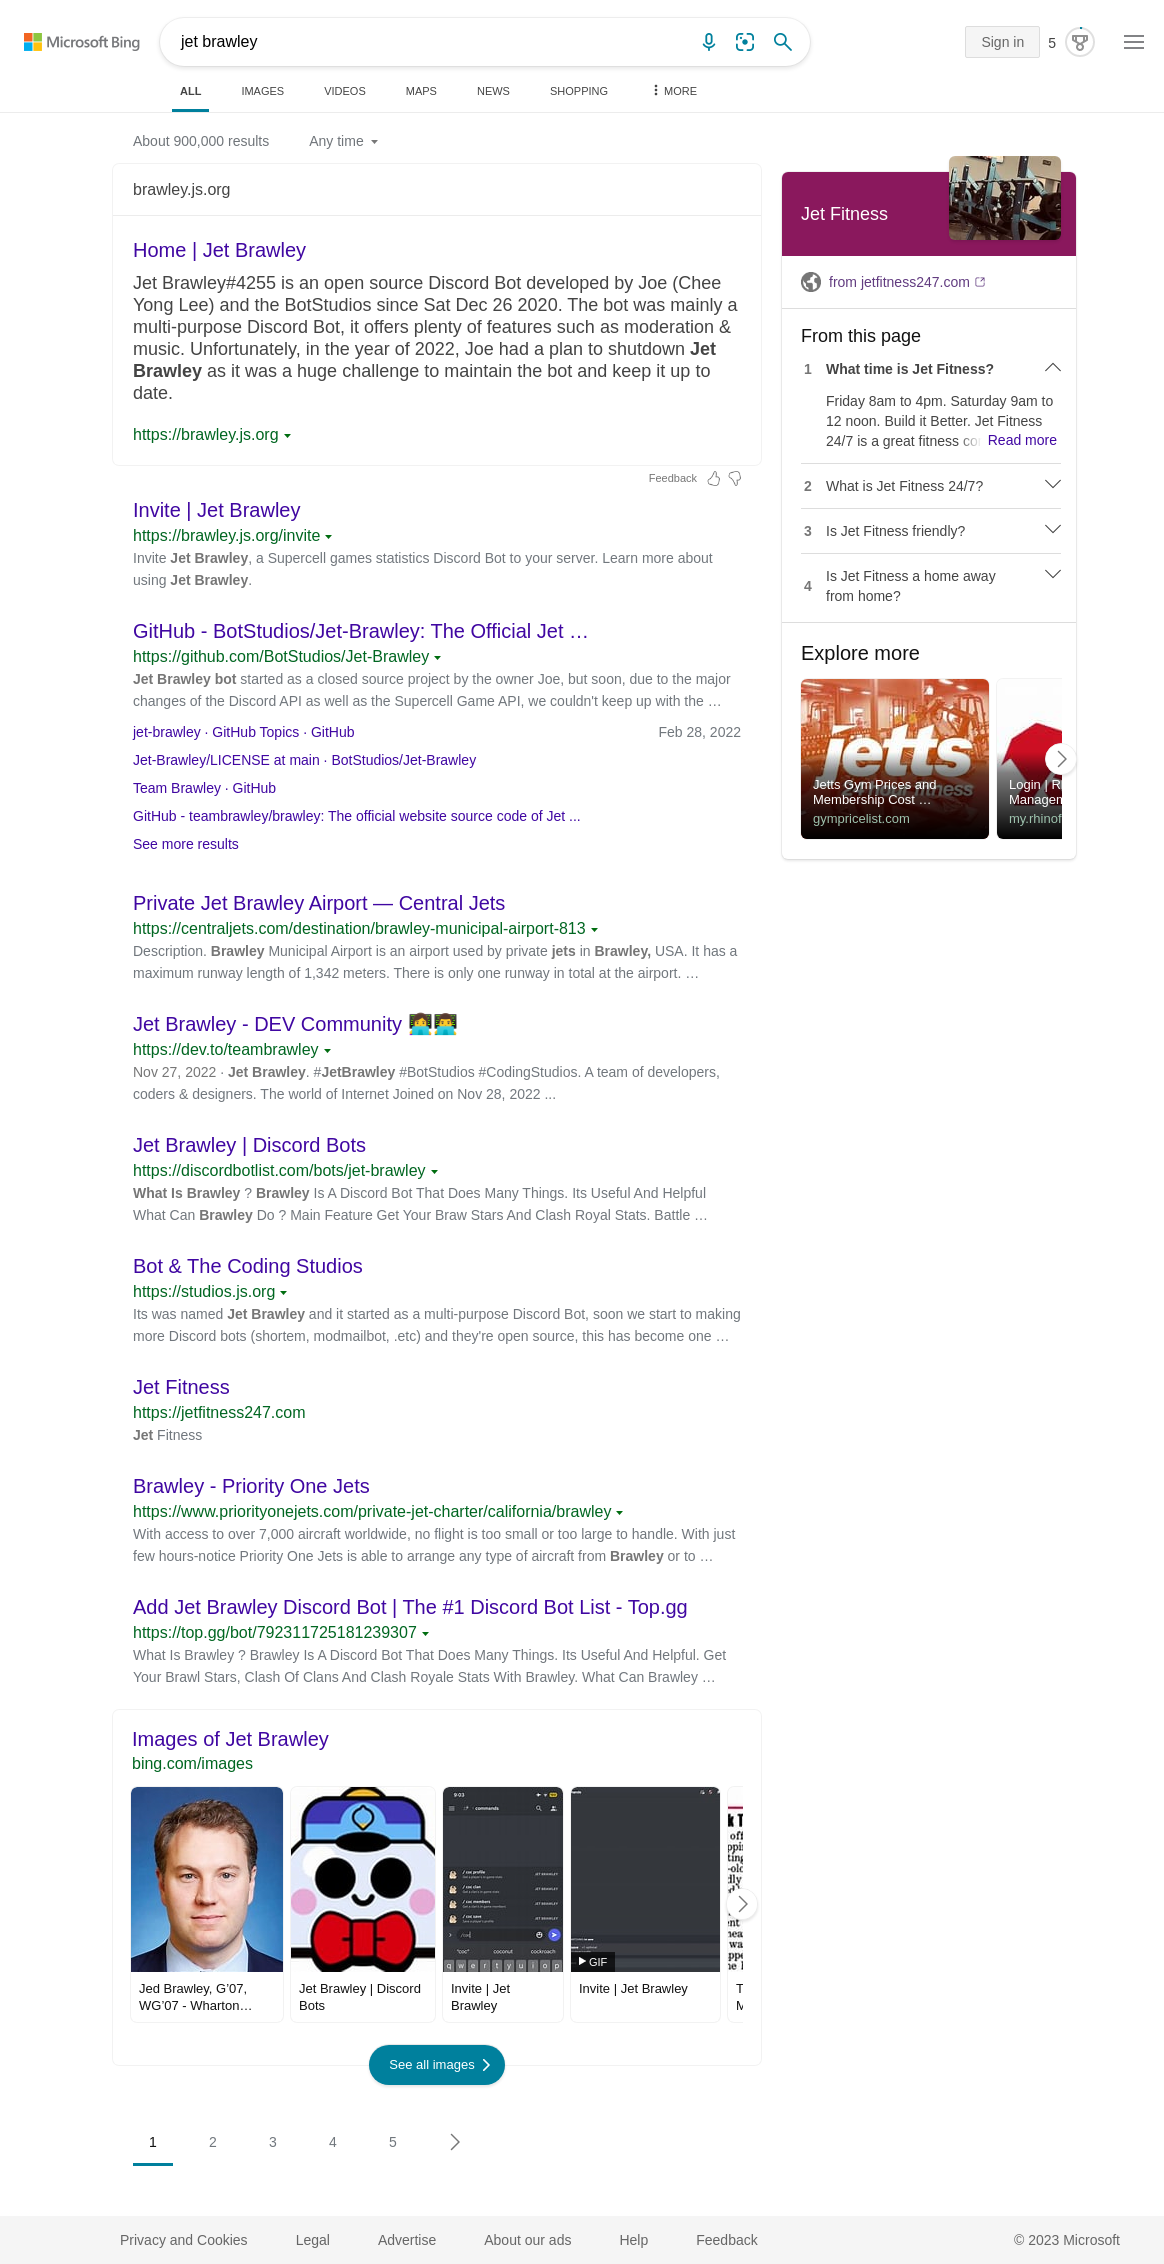 Microsoft Bing
jet brawley
Sign in
5
ALL
IMAGES
VIDEOS
MAPS
NEWS
SHOPPING
MORE
About 900,000 results
Any time
brawley.js.org
Home | Jet Brawley
Jet Brawley#4255 is an open source Discord Bot developed by Joe (Chee
Yong Lee) and the BotStudios since Sat Dec 26 2020. The bot was mainly a
multi-purpose Discord Bot, it offers plenty of features such as moderation &
music. Unfortunately, in the year of 2022, Joe had a plan to shutdown Jet
Brawley as it was a huge challenge to maintain the bot and keep it up to
date.
https://brawley.js.org
Feedback
Invite | Jet Brawley
https://brawley.js.org/invite
Invite Jet Brawley, a Supercell games statistics Discord Bot to your server. Learn more about
using Jet Brawley.
GitHub - BotStudios/Jet-Brawley: The Official Jet …
https://github.com/BotStudios/Jet-Brawley
Jet Brawley bot started as a closed source project by the owner Joe, but soon, due to the major
changes of the Discord API as well as the Supercell Game API, we couldn't keep up with the …
jet-brawley · GitHub Topics · GitHub
Feb 28, 2022
Jet-Brawley/LICENSE at main · BotStudios/Jet-Brawley
Team Brawley · GitHub
GitHub - teambrawley/brawley: The official website source code of Jet ...
See more results
Private Jet Brawley Airport — Central Jets
https://centraljets.com/destination/brawley-municipal-airport-813
Description. Brawley Municipal Airport is an airport used by private jets in Brawley, USA. It has a
maximum runway length of 1,342 meters. There is only one runway in total at the airport. …
Jet Brawley - DEV Community 👩‍💻👨‍💻
https://dev.to/teambrawley
Nov 27, 2022 · Jet Brawley. #JetBrawley #BotStudios #CodingStudios. A team of developers,
coders & designers. The world of Internet Joined on Nov 28, 2022 ...
Jet Brawley | Discord Bots
https://discordbotlist.com/bots/jet-brawley
What Is Brawley ? Brawley Is A Discord Bot That Does Many Things. Its Useful And Helpful
What Can Brawley Do ? Main Feature Get Your Braw Stars And Clash Royal Stats. Battle …
Bot & The Coding Studios
https://studios.js.org
Its was named Jet Brawley and it started as a multi-purpose Discord Bot, soon we start to making
more Discord bots (shortem, modmailbot, .etc) and they're open source, this has become one …
Jet Fitness
https://jetfitness247.com
Jet Fitness
Brawley - Priority One Jets
https://www.priorityonejets.com/private-jet-charter/california/brawley
With access to over 7,000 aircraft worldwide, no flight is too small or too large to handle. With just
few hours-notice Priority One Jets is able to arrange any type of aircraft from Brawley or to …
Add Jet Brawley Discord Bot | The #1 Discord Bot List - Top.gg
https://top.gg/bot/792311725181239307
What Is Brawley ? Brawley Is A Discord Bot That Does Many Things. Its Useful And Helpful. Get
Your Brawl Stars, Clash Of Clans And Clash Royale Stats With Brawley. What Can Brawley …
Images of Jet Brawley
bing.com/images
9:03
commands
/ coc profile
/ coc clan
/ coc members
/ coc save
"coc"
coconut
cockroach
q w e r t y u i o p
GIF
Jed Brawley, G'07,
WG'07 - Wharton…
Jet Brawley | Discord
Bots
Invite | Jet
Brawley
Invite | Jet Brawley
See all images
1
2
3
4
5
Jet Fitness
from jetfitness247.com
From this page
1 What time is Jet Fitness?
Friday 8am to 4pm. Saturday 9am to
12 noon. Build it Better. Jet Fitness
24/7 is a great fitness co Read more
2 What is Jet Fitness 24/7?
3 Is Jet Fitness friendly?
4 Is Jet Fitness a home away
from home?
Explore more
jetts
24 hour fitness
Jetts Gym Prices and
Membership Cost …
gympricelist.com
Login | R
Managem
my.rhinof
Privacy and Cookies
Legal
Advertise
About our ads
Help
Feedback
© 2023 Microsoft